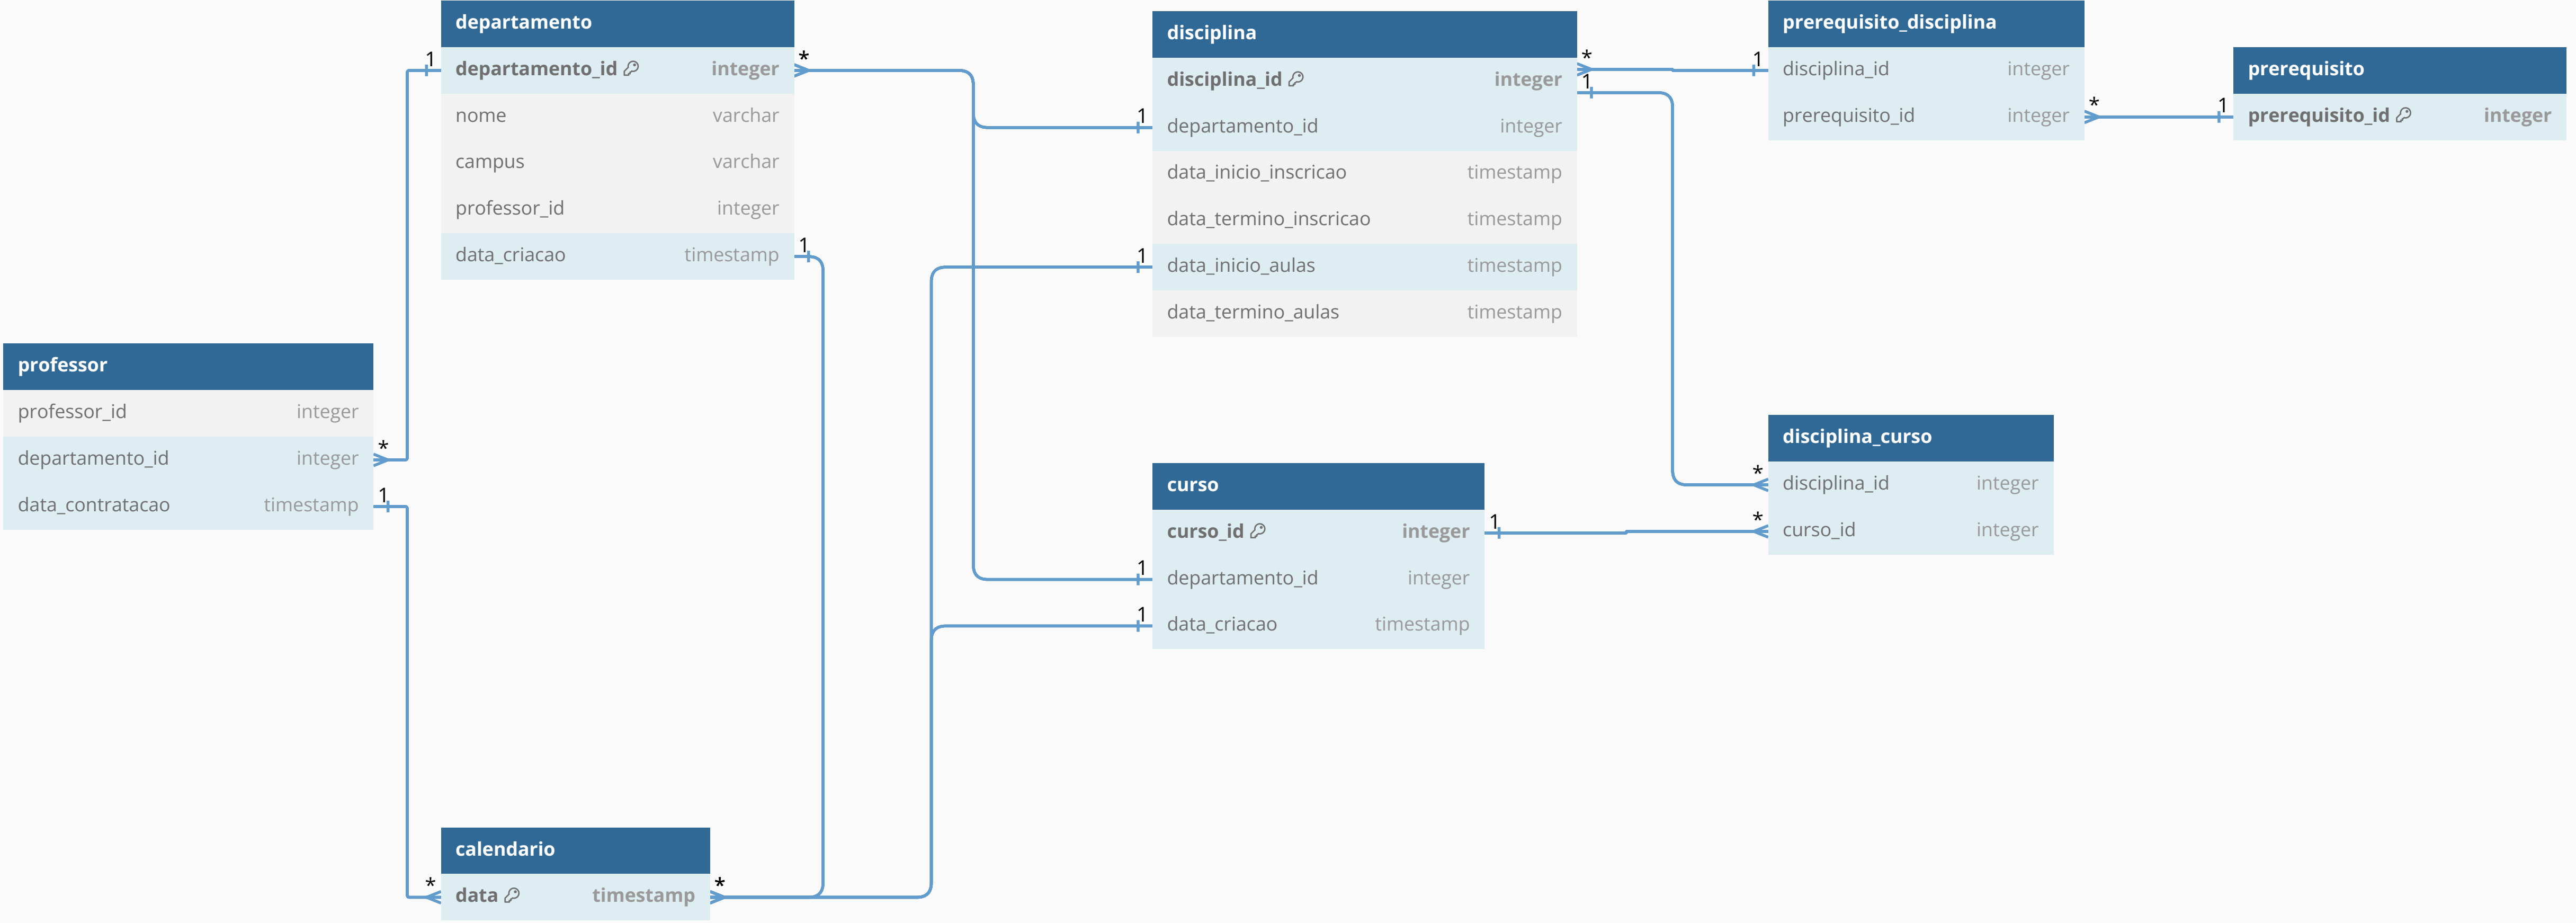 departamento
departamento_id integer
nome varchar
campus varchar
professor_id integer
data_criacao timestamp
1
*
1
disciplina
disciplina_id integer
departamento_id integer
data_inicio_inscricao timestamp
data_termino_inscricao timestamp
data_inicio_aulas timestamp
data_termino_aulas timestamp
1
1
*
1
prerequisito_disciplina
disciplina_id integer
prerequisito_id integer
1
*
prerequisito
prerequisito_id integer
1
professor
professor_id integer
departamento_id integer
data_contratacao timestamp
*
1
curso
curso_id integer
departamento_id integer
data_criacao timestamp
1
1
1
disciplina_curso
disciplina_id integer
curso_id integer
*
*
calendario
data timestamp
*
*